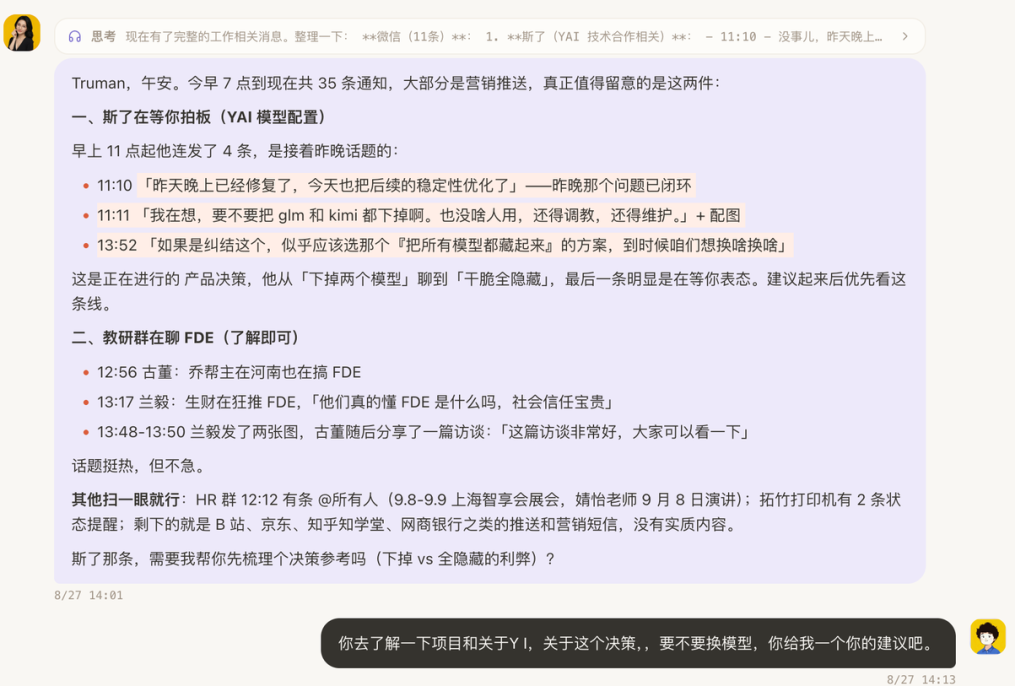 思考 现在有了完整的工作相关消息。整理一下: **微信(11条)**: 1. **斯了(YAI 技术合作相关)**: - 11:10 - 没事儿,昨天晚上…
Truman,午安。今早 7 点到现在共 35 条通知,大部分是营销推送,真正值得留意的是这两件:
一、斯了在等你拍板(YAI 模型配置)
早上 11 点起他连发了 4 条,是接着昨晚话题的:
• 11:10 「昨天晚上已经修复了,今天也把后续的稳定性优化了」——昨晚那个问题已闭环
• 11:11 「我在想,要不要把 glm 和 kimi 都下掉啊。也没啥人用,还得调教,还得维护。」+ 配图
• 13:52 「如果是纠结这个,似乎应该选那个『把所有模型都藏起来』的方案,到时候咱们想换啥换啥」
这是正在进行的 产品决策,他从「下掉两个模型」聊到「干脆全隐藏」,最后一条明显是在等你表态。建议起来后优先看这
条线。
二、教研群在聊 FDE(了解即可)
• 12:56 古董:乔帮主在河南也在搞 FDE
• 13:17 兰毅:生财在狂推 FDE,「他们真的懂 FDE 是什么吗,社会信任宝贵」
• 13:48-13:50 兰毅发了两张图,古董随后分享了一篇访谈:「这篇访谈非常好,大家可以看一下」
话题挺热,但不急。
其他扫一眼就行:HR 群 12:12 有条 @所有人(9.8-9.9 上海智享会展会,婧怡老师 9 月 8 日演讲);拓竹打印机有 2 条状
态提醒;剩下的就是 B 站、京东、知乎知学堂、网商银行之类的推送和营销短信,没有实质内容。
斯了那条,需要我帮你先梳理个决策参考吗(下掉 vs 全隐藏的利弊)?
8/27 14:01
你去了解一下项目和关于Y I,关于这个决策,,要不要换模型,你给我一个你的建议吧。
8/27 14:13